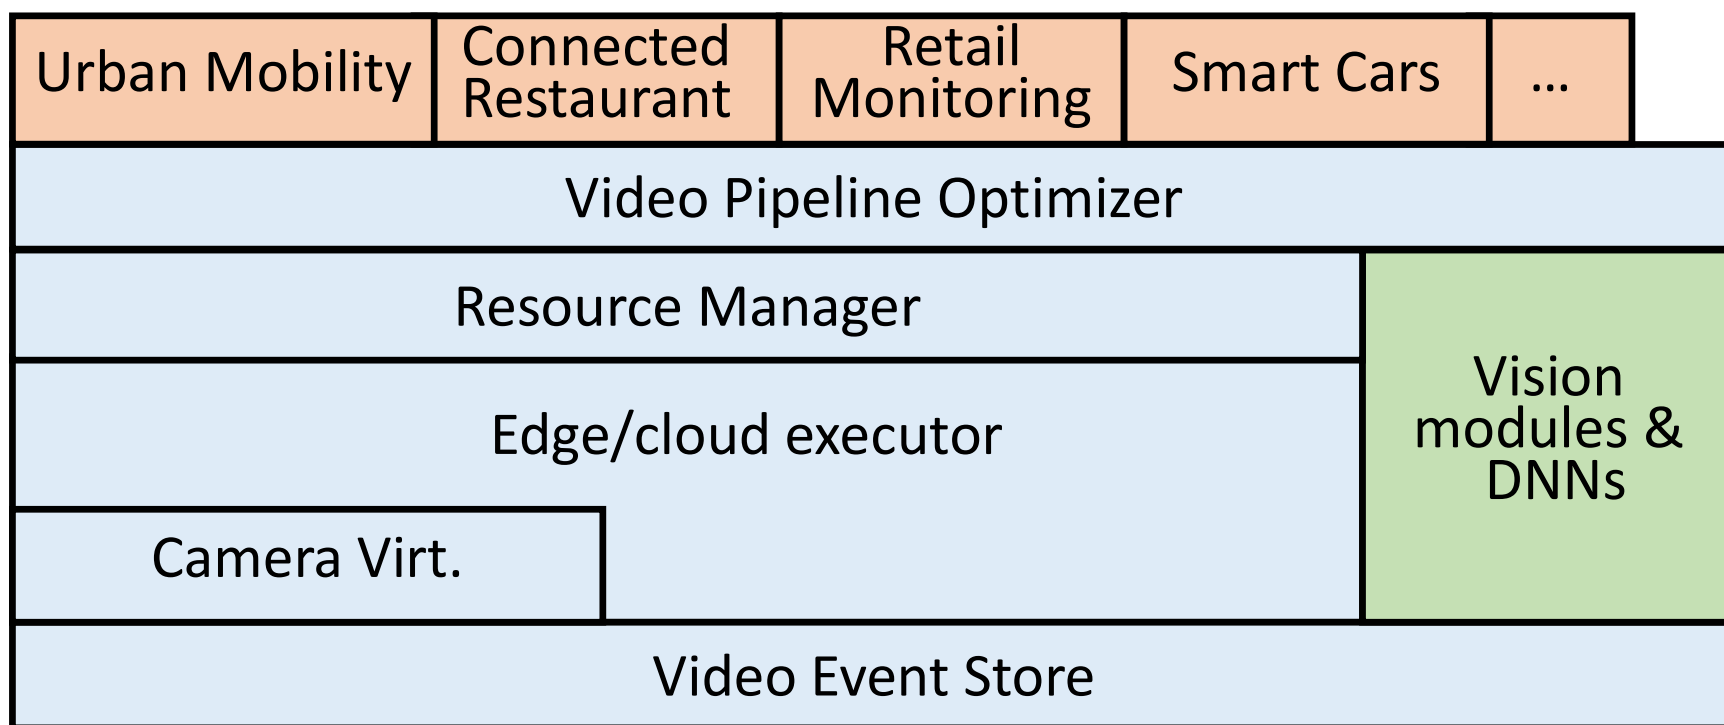 Urban Mobility
Connected
Restaurant
Retail
Monitoring
Smart Cars
...
Video Pipeline Optimizer
Resource Manager
Edge/cloud executor
Camera Virt.
Vision
modules &
DNNs
Video Event Store